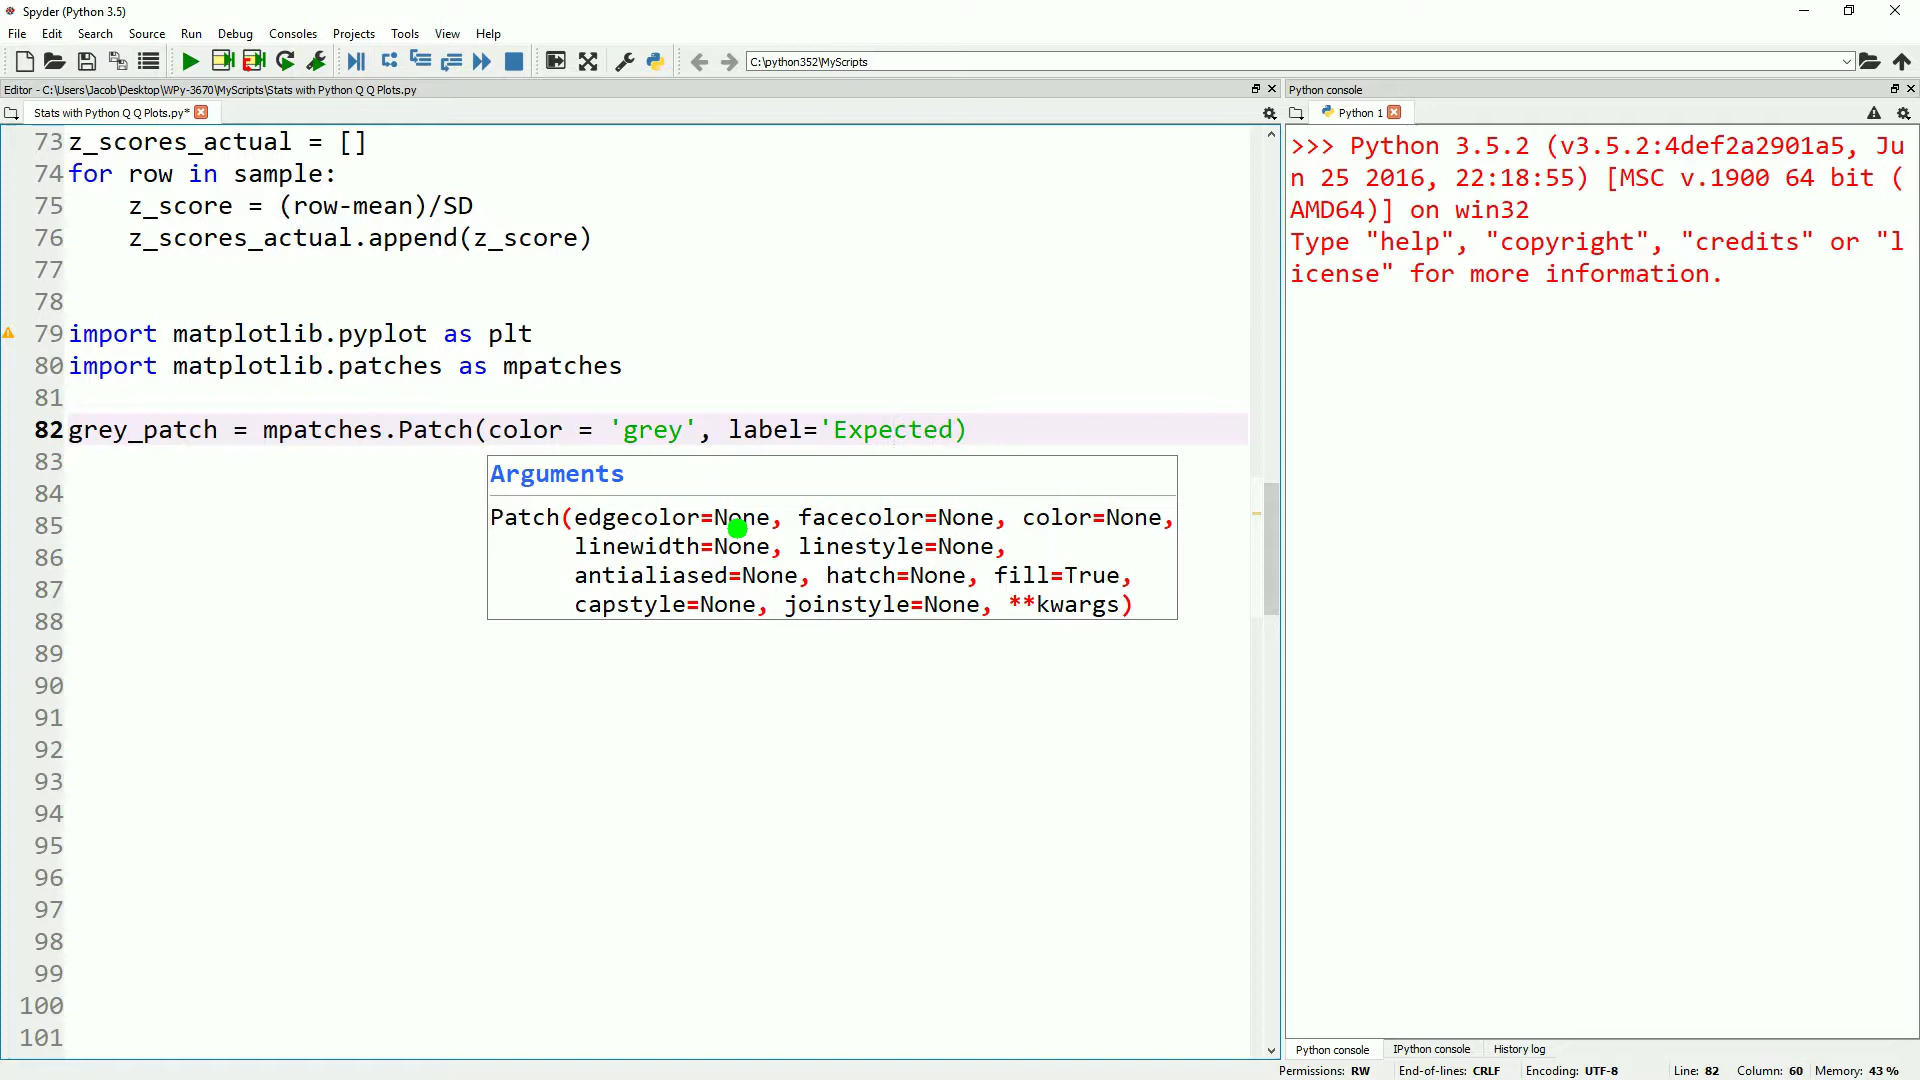 Spyder (Python 3.5)
File Edit Search Source Run Debug Consoles Projects Tools View Help
C:\python352\MyScripts
Editor - C:\Users\Jacob\Desktop\WPy-3670\MyScripts\Stats with Python Q Q Plots.py
Stats with Python Q Q Plots.py*
73 z_scores_actual = []
74 for row in sample:
75     z_score = (row-mean)/SD
76     z_scores_actual.append(z_score)
77
78
79 import matplotlib.pyplot as plt
80 import matplotlib.patches as mpatches
81
82 grey_patch = mpatches.Patch(color = 'grey', label='Expected)
83
Arguments
84
Patch(edgecolor=None, facecolor=None, color=None,
85
linewidth=None, linestyle=None,
86
antialiased=None, hatch=None, fill=True,
87
capstyle=None, joinstyle=None, **kwargs)
88
89
90
91
92
93
94
95
96
97
98
99
100
101
Python console
Python 1
>>> Python 3.5.2 (v3.5.2:4def2a2901a5, Ju
n 25 2016, 22:18:55) [MSC v.1900 64 bit (
AMD64)] on win32
Type "help", "copyright", "credits" or "l
icense" for more information.
Python console IPython console History log
Permissions: RW End-of-lines: CRLF Encoding: UTF-8 Line: 82 Column: 60 Memory: 43 %